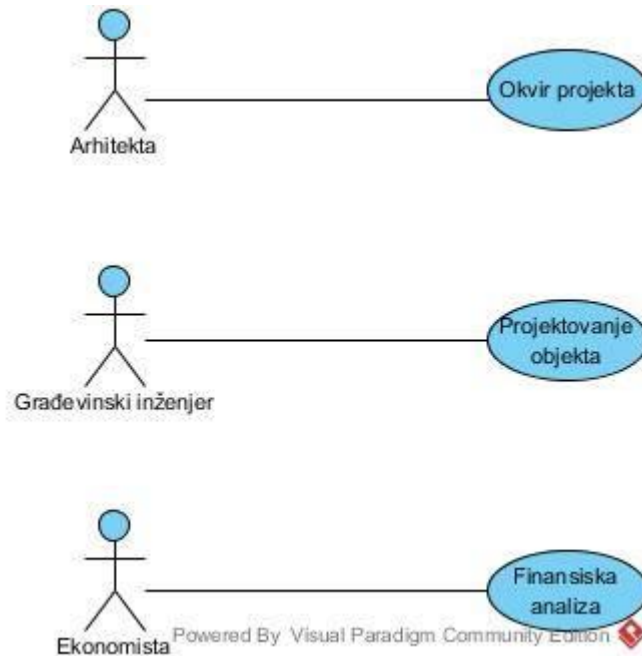 Okvir projekta
Arhitekta
Projektovanje
objekta
Građevinski inženjer
Finansiska
analiza
Ekonomista
Powered By Visual Paradigm Community Edition